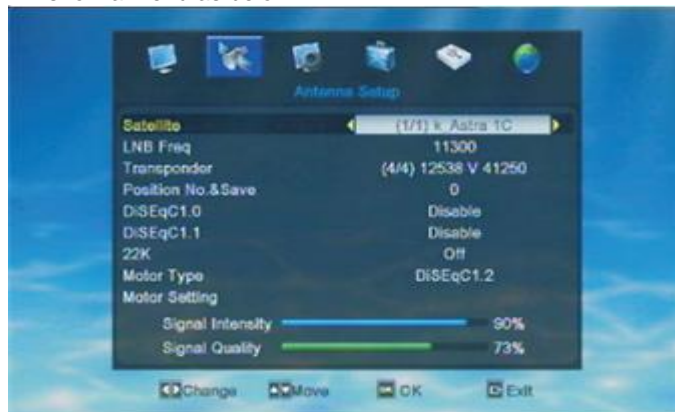 Antenna Setup
Satellite (1/1) k Astra 1C
LNB Freq 11300
Transponder (4/4) 12538 V 41250
Position No.&Save 0
DiSEqC1.0 Disable
DiSEqC1.1 Disable
22K Off
Motor Type DiSEqC1.2
Motor Setting
Signal Intensity 90%
Signal Quality 73%
Change Move OK Exit